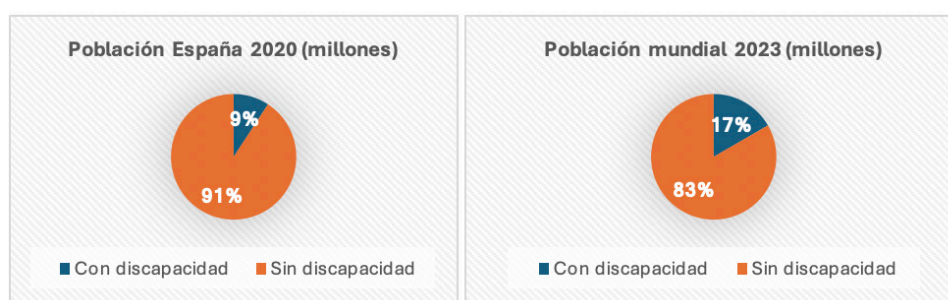 Población España 2020 (millones)
9%
91%
Con discapacidad Sin discapacidad
Población mundial 2023 (millones)
17%
83%
Con discapacidad Sin discapacidad